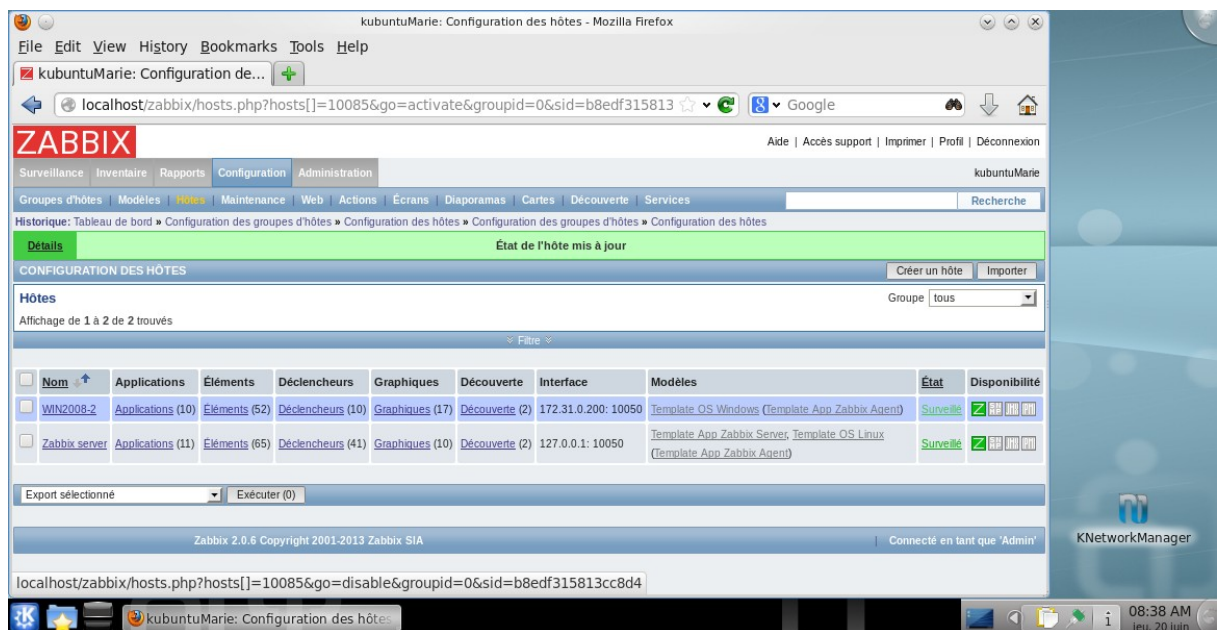 kubuntuMarie: Configuration des hôtes - Mozilla Firefox
File Edit View History Bookmarks Tools Help
kubuntuMarie: Configuration de...
localhost/zabbix/hosts.php?hosts[]=10085&go=activate&groupid=0&sid=b8edf315813
Google
ZABBIX
Aide | Accès support | Imprimer | Profil | Déconnexion
Surveillance Inventaire Rapports Configuration Administration
kubuntuMarie
Groupes d'hôtes | Modèles | Hôtes | Maintenance | Web | Actions | Écrans | Diaporamas | Cartes | Découverte | Services
Recherche
Historique: Tableau de bord » Configuration des groupes d'hôtes » Configuration des hôtes » Configuration des groupes d'hôtes » Configuration des hôtes
Détails
État de l'hôte mis à jour
CONFIGURATION DES HÔTES
Créer un hôte Importer
Hôtes
Groupe tous
Affichage de 1 à 2 de 2 trouvés
Filtre
Nom Applications Éléments Déclencheurs Graphiques Découverte Interface Modèles État Disponibilité
WIN2008-2 Applications (10) Éléments (52) Déclencheurs (10) Graphiques (17) Découverte (2) 172.31.0.200: 10050 Template OS Windows (Template App Zabbix Agent) Surveillé Z
Zabbix server Applications (11) Éléments (65) Déclencheurs (41) Graphiques (10) Découverte (2) 127.0.0.1: 10050 Template App Zabbix Server, Template OS Linux Surveillé Z
(Template App Zabbix Agent)
Export sélectionné Exécuter (0)
Zabbix 2.0.6 Copyright 2001-2013 Zabbix SIA
| Connecté en tant que 'Admin'
KNetworkManager
localhost/zabbix/hosts.php?hosts[]=10085&go=disable&groupid=0&sid=b8edf315813cc8d4
kubuntuMarie: Configuration des hôtes
08:38 AM
jeu. 20 juin